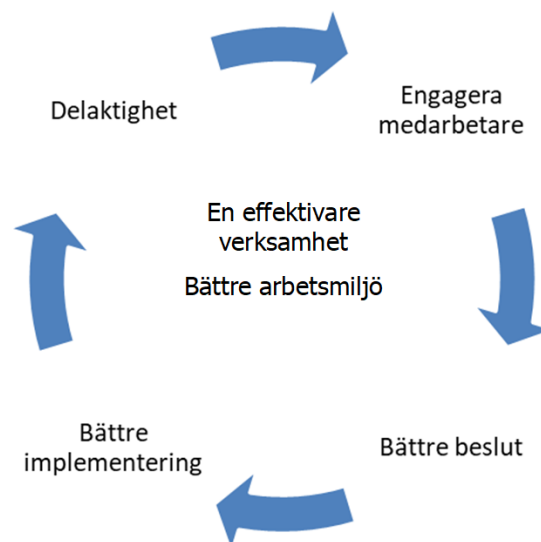 Delaktighet
Engagera
medarbetare
En effektivare
verksamhet
Bättre arbetsmiljö
Bättre
implementering
Bättre beslut